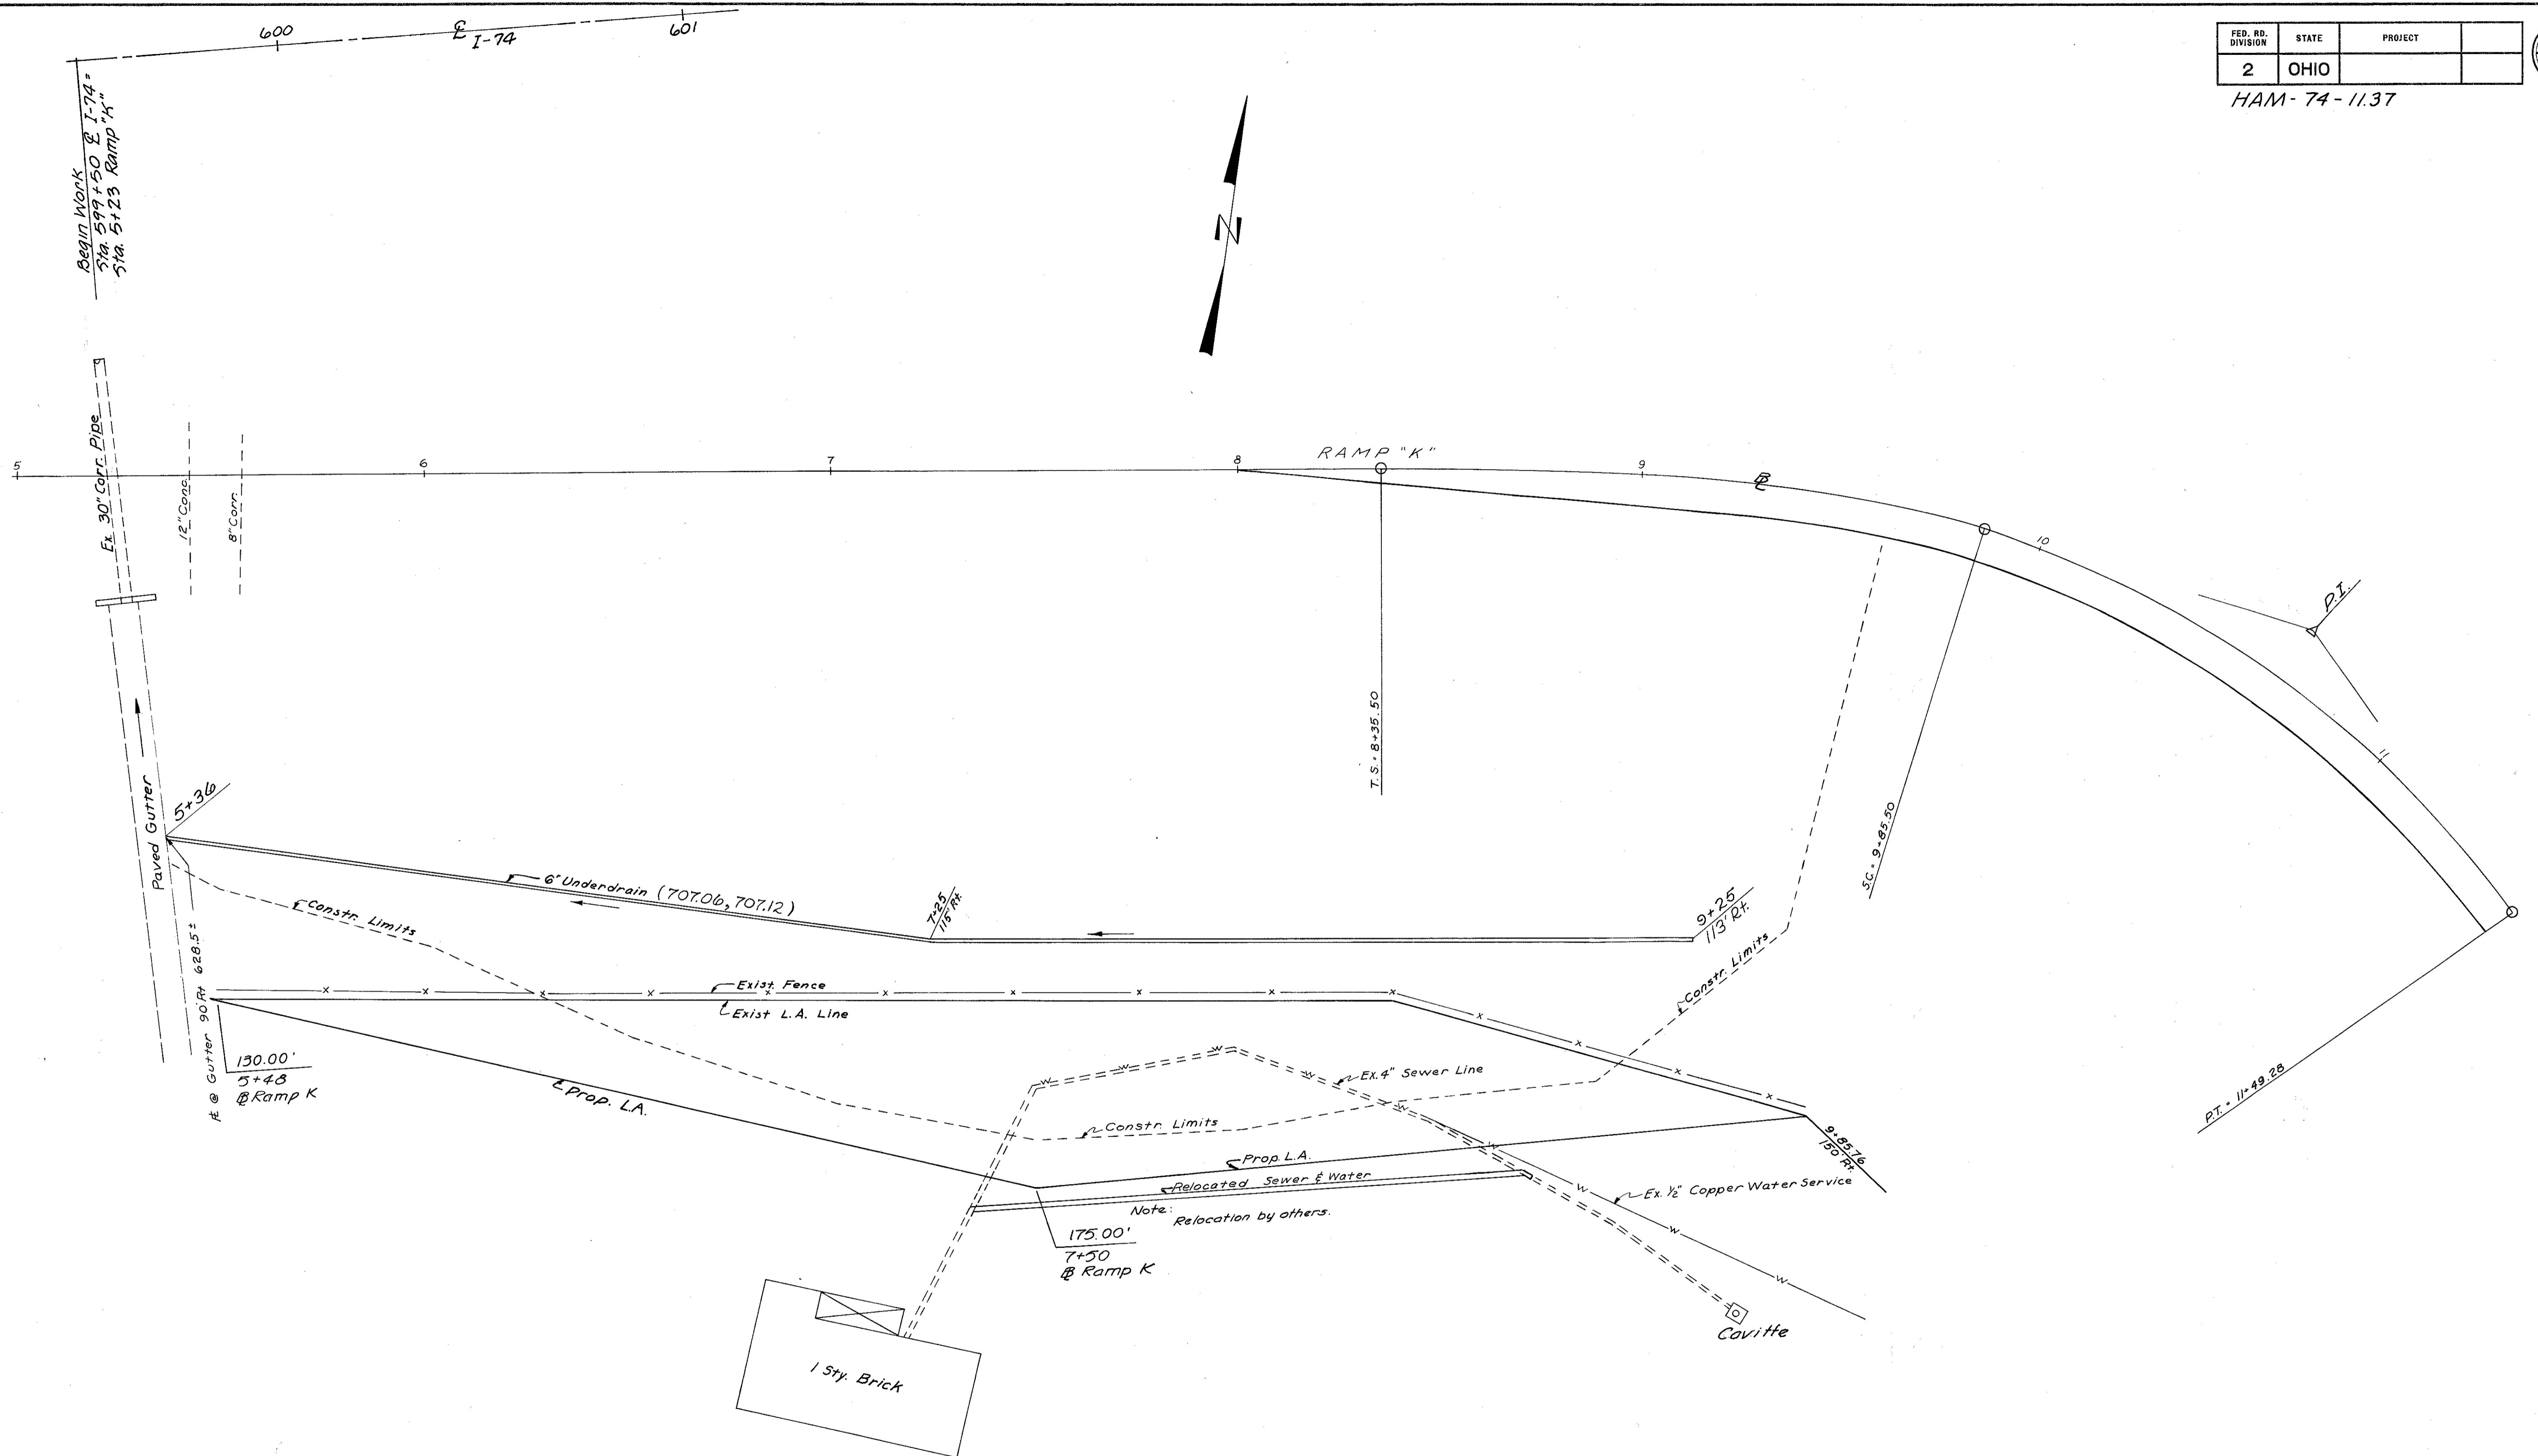 600
℄ I-74
601
FED. RD. DIVISION
STATE
PROJECT
2
OHIO
HAM-74-11.37
Begin Work
Sta. 599+50 ℄ I-74=
Sta. 5+23 Ramp "K"
N
Ex. 30" Corr. Pipe
12" Conc.
8" Corr.
5
6
7
8
RAMP "K"
9
10
11
P.I.
T.S. = 8+35.50
S.C. = 9+85.50
P.T. = 11+49.28
Paved Gutter
5+36
6" Underdrain (707.06, 707.12)
7+25
115' Rt.
9+25
113' Rt.
Constr. Limits
Constr. Limits
@ Gutter 90' Rt 628.5±
Exist. Fence
Exist L.A. Line
130.00'
5+48
Ramp K
Prop. L.A.
Ex. 4" Sewer Line
Constr. Limits
Prop. L.A.
9+85.76
150' Rt.
Relocated Sewer & Water
Note:
Relocation by others.
Ex. ½" Copper Water Service
175.00'
7+50
Ramp K
1 Sty. Brick
Cavitte